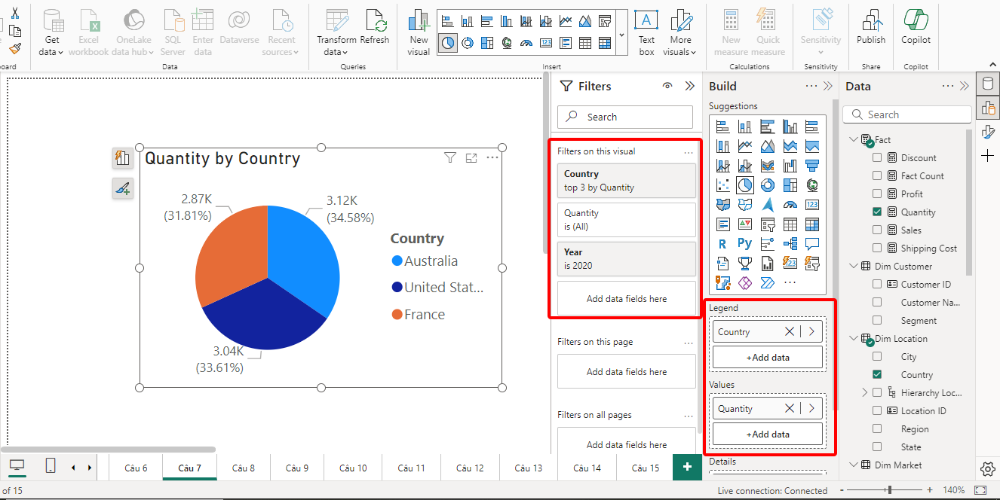 Get
data
Excel
workbook
OneLake
data hub
SQL
Server
Enter
data
Dataverse
Recent
sources
Transform
data
Refresh
New
visual
A
Text
box
More
visuals
New
measure
Quick
measure
Sensitivity
Publish
Copilot
oard
Data
Queries
Insert
Calculations
Sensitivity
Share
Copilot
Quantity by Country
2.87K
(31.81%)
3.12K
(34.58%)
3.04K
(33.61%)
Country
Australia
United Stat...
France
Filters
Search
Filters on this visual
Country
top 3 by Quantity
Quantity
is (All)
Year
is 2020
Add data fields here
Filters on this page
Add data fields here
Filters on all pages
Add data fields here
Build
Suggestions
123
R
Py
123
Legend
Country
+Add data
Values
Quantity
+Add data
Details
Data
Search
Fact
Discount
Fact Count
Profit
Quantity
Sales
Shipping Cost
Dim Customer
Customer ID
Customer Na...
Segment
Dim Location
City
Country
Hierarchy Loc...
Location ID
Region
State
Dim Market
Câu 6
Câu 7
Câu 8
Câu 9
Câu 10
Câu 11
Câu 12
Câu 13
Câu 14
Câu 15
+
of 15
Live connection: Connected
- + 140%